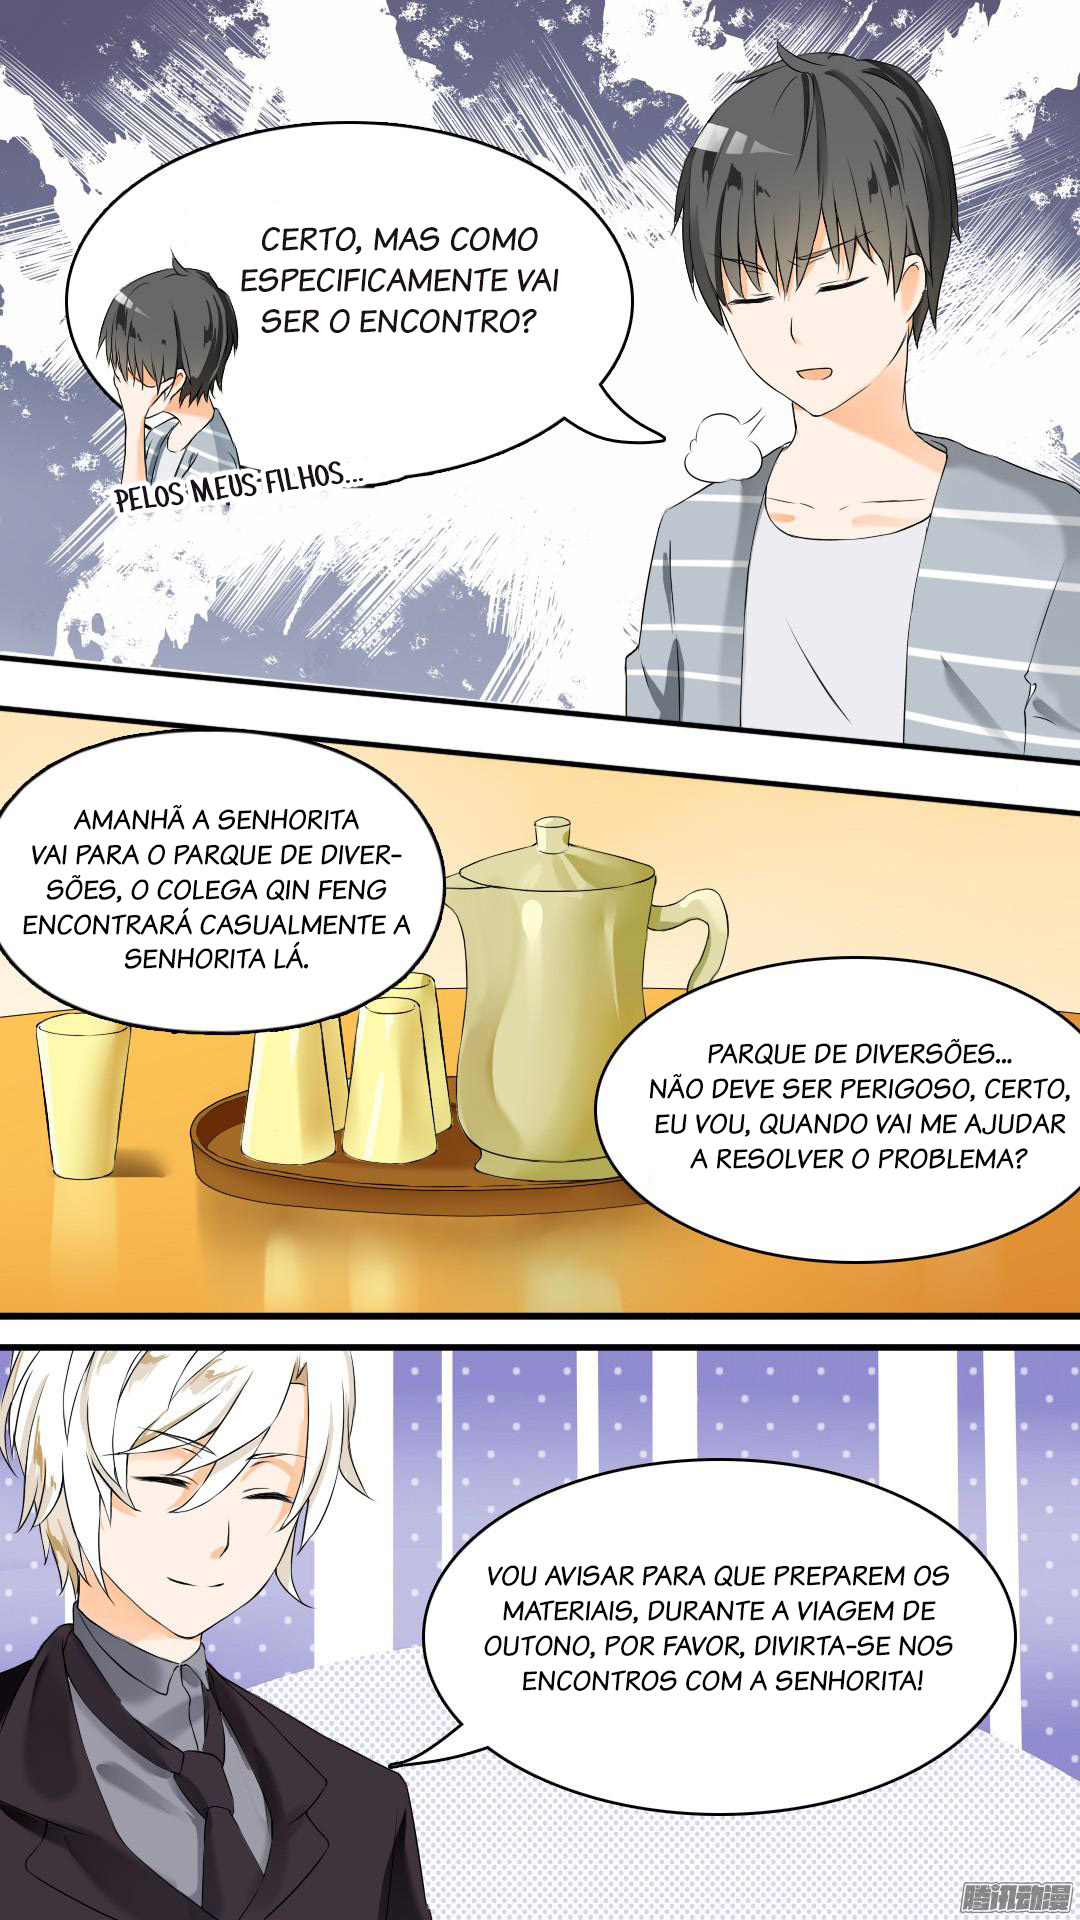 CERTO, MAS COMO
ESPECIFICAMENTE VAI
SER O ENCONTRO?
PELOS MEUS FILHOS...
AMANHÃ A SENHORITA
VAI PARA O PARQUE DE DIVER-
SÕES, O COLEGA QIN FENG
ENCONTRARÁ CASUALMENTE A
SENHORITA LÁ.
PARQUE DE DIVERSÕES...
NÃO DEVE SER PERIGOSO, CERTO,
EU VOU, QUANDO VAI ME AJUDAR
A RESOLVER O PROBLEMA?
VOU AVISAR PARA QUE PREPAREM OS
MATERIAIS, DURANTE A VIAGEM DE
OUTONO, POR FAVOR, DIVIRTA-SE NOS
ENCONTROS COM A SENHORITA!
腾讯动漫